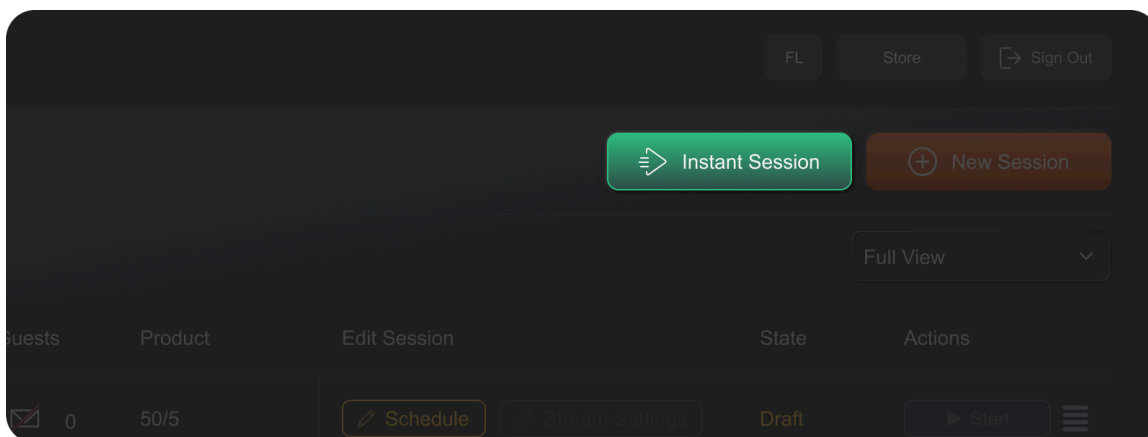 FL Store Sign Out
Instant Session New Session
Full View
Guests Product Edit Session State Actions
0 50/5 Schedule Stream Settings Draft Start